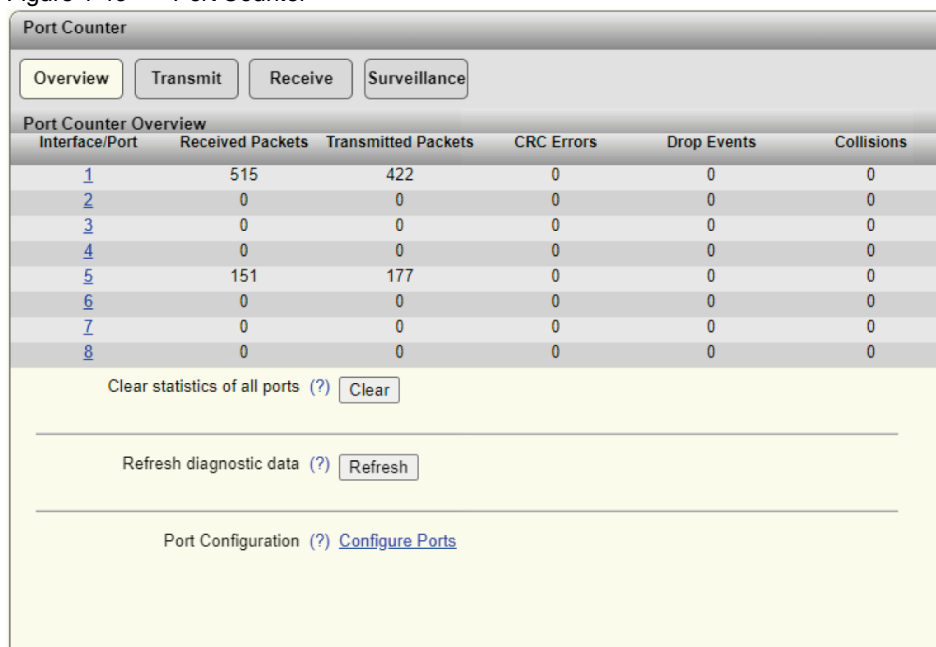 Port Counter
Overview Transmit Receive Surveillance
Port Counter Overview
Interface/Port Received Packets Transmitted Packets CRC Errors Drop Events Collisions
1 515 422 0 0 0
2 0 0 0 0 0
3 0 0 0 0 0
4 0 0 0 0 0
5 151 177 0 0 0
6 0 0 0 0 0
7 0 0 0 0 0
8 0 0 0 0 0
Clear statistics of all ports (?) Clear
Refresh diagnostic data (?) Refresh
Port Configuration (?) Configure Ports